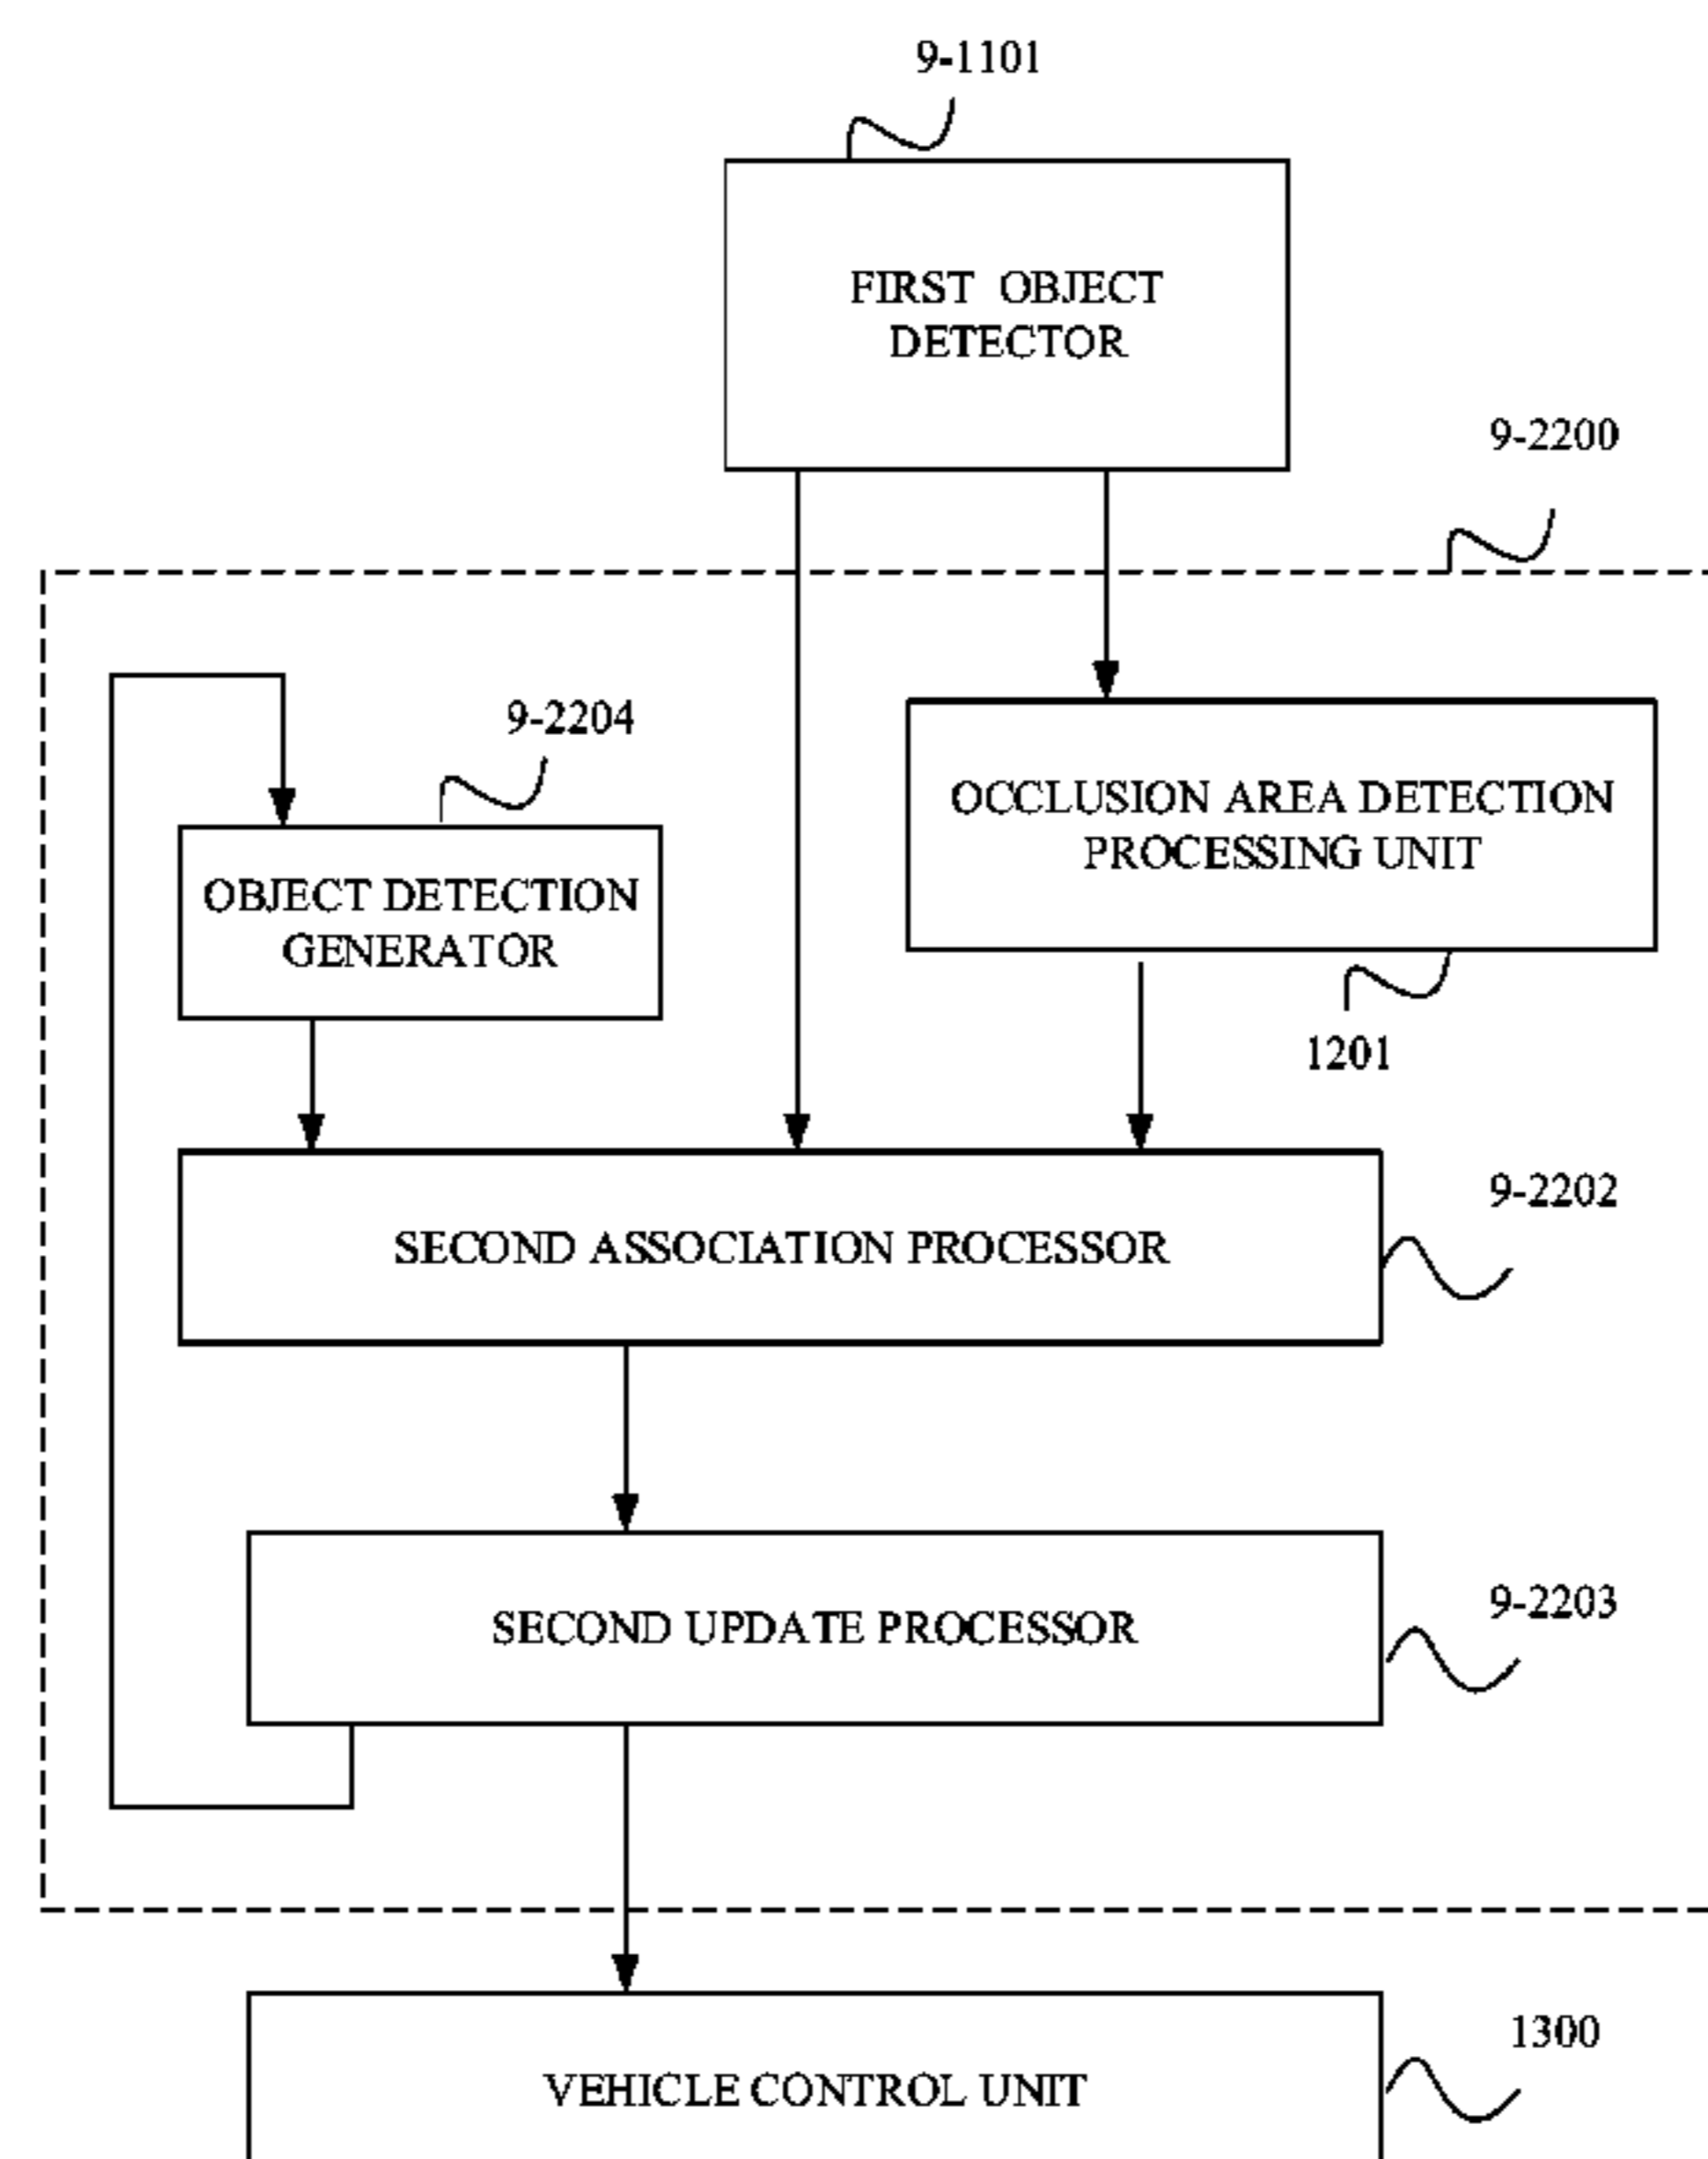 9-1101
FIRST OBJECT
DETECTOR
9-2200
9-2204
OCCLUSION AREA DETECTION
PROCESSING UNIT
OBJECT DETECTION
GENERATOR
1201
9-2202
SECOND ASSOCIATION PROCESSOR
9-2203
SECOND UPDATE PROCESSOR
1300
VEHICLE CONTROL UNIT